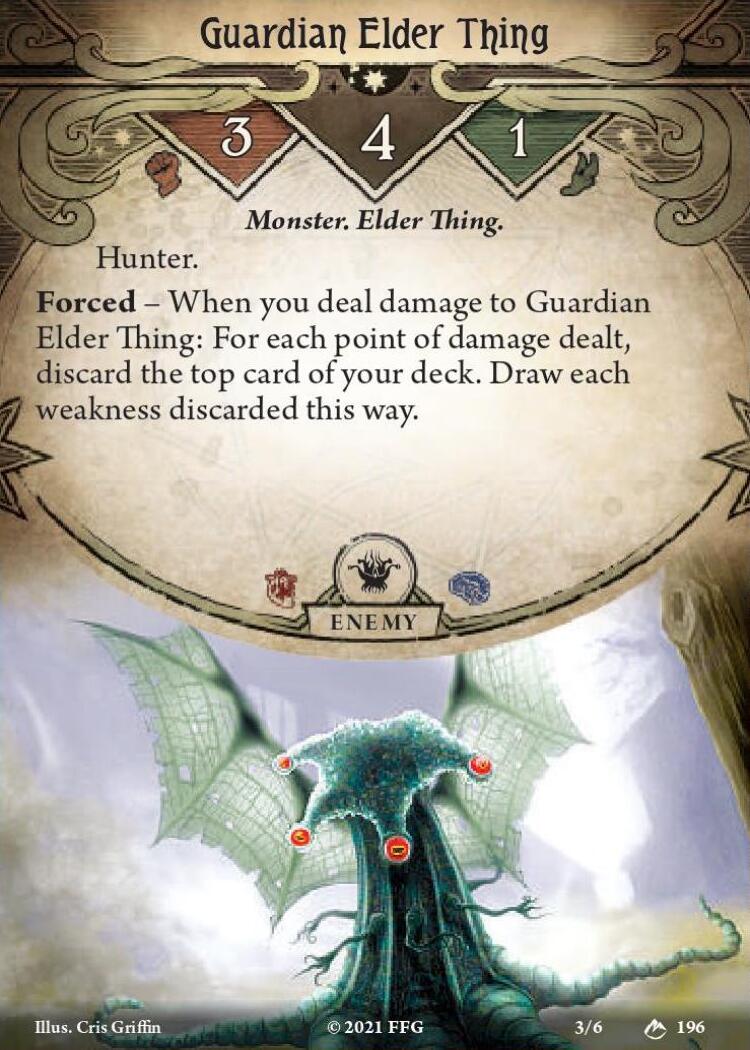 Guardian Elder Thing
3 4 1
Monster. Elder Thing.
Hunter.
Forced – When you deal damage to Guardian
Elder Thing: For each point of damage dealt,
discard the top card of your deck. Draw each
weakness discarded this way.
ENEMY
Illus. Cris Griffin © 2021 FFG 3/6 196